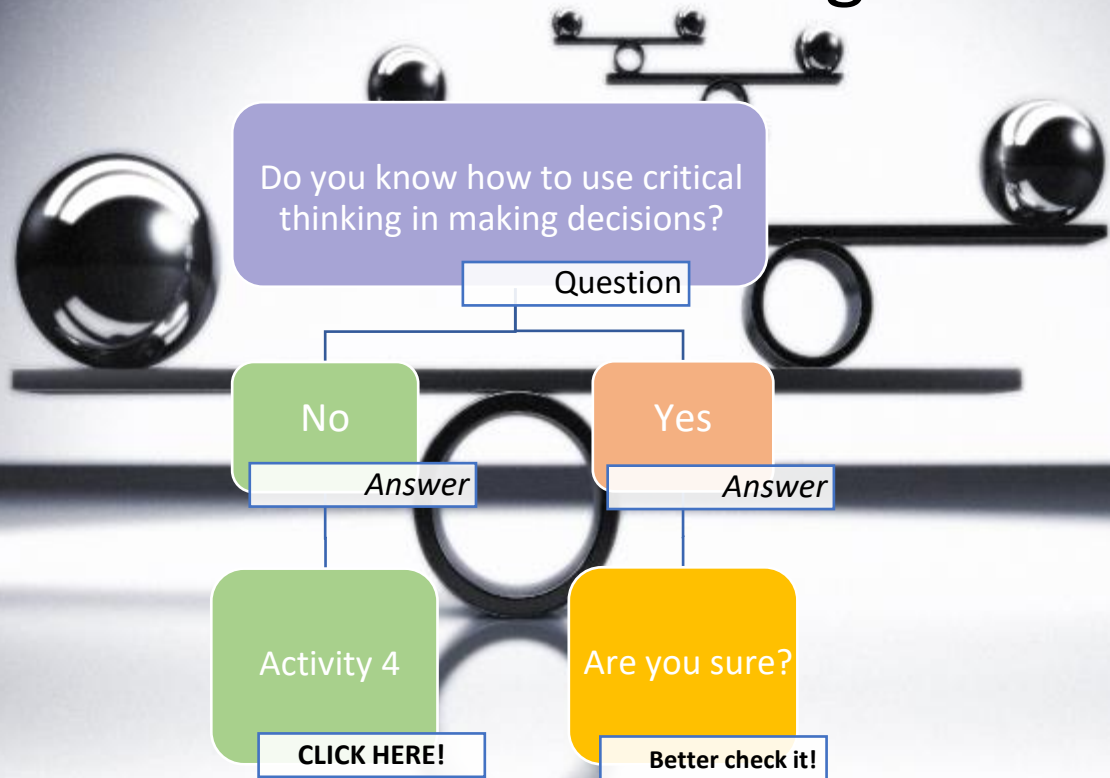 Do you know how to use critical
thinking in making decisions?
Question
No
Yes
Answer
Answer
Activity 4
Are you sure?
CLICK HERE!
Better check it!